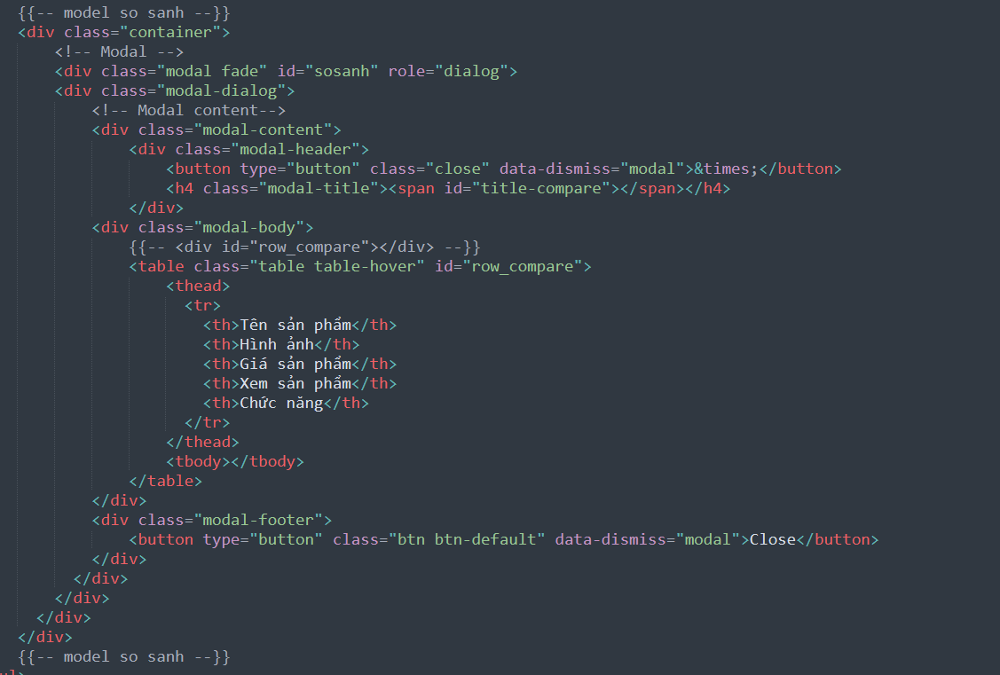 {{-- model so sanh --}}
<div class="container">
<!-- Modal -->
<div class="modal fade" id="sosanh" role="dialog">
<div class="modal-dialog">
<!-- Modal content-->
<div class="modal-content">
<div class="modal-header">
<button type="button" class="close" data-dismiss="modal">&times;</button>
<h4 class="modal-title"><span id="title-compare"></span></h4>
</div>
<div class="modal-body">
{{-- <div id="row_compare"></div> --}}
<table class="table table-hover" id="row_compare">
<thead>
<tr>
<th>Tên sản phẩm</th>
<th>Hình ảnh</th>
<th>Giá sản phẩm</th>
<th>Xem sản phẩm</th>
<th>Chức năng</th>
</tr>
</thead>
<tbody></tbody>
</table>
</div>
<div class="modal-footer">
<button type="button" class="btn btn-default" data-dismiss="modal">Close</button>
</div>
</div>
</div>
</div>
</div>
{{-- model so sanh --}}